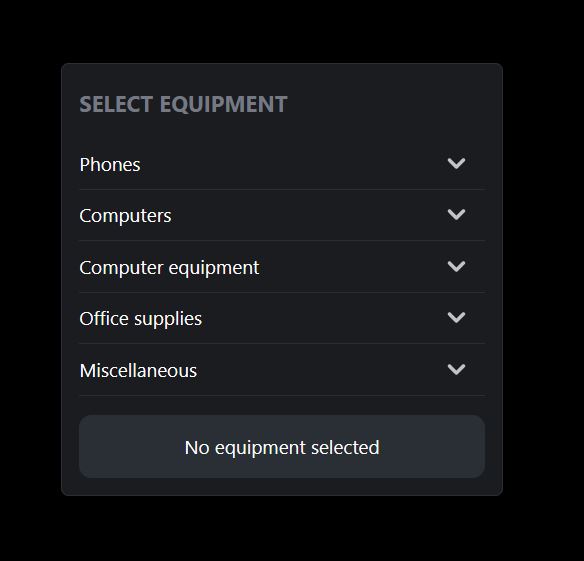 SELECT EQUIPMENT
Phones
Computers
Computer equipment
Office supplies
Miscellaneous
No equipment selected